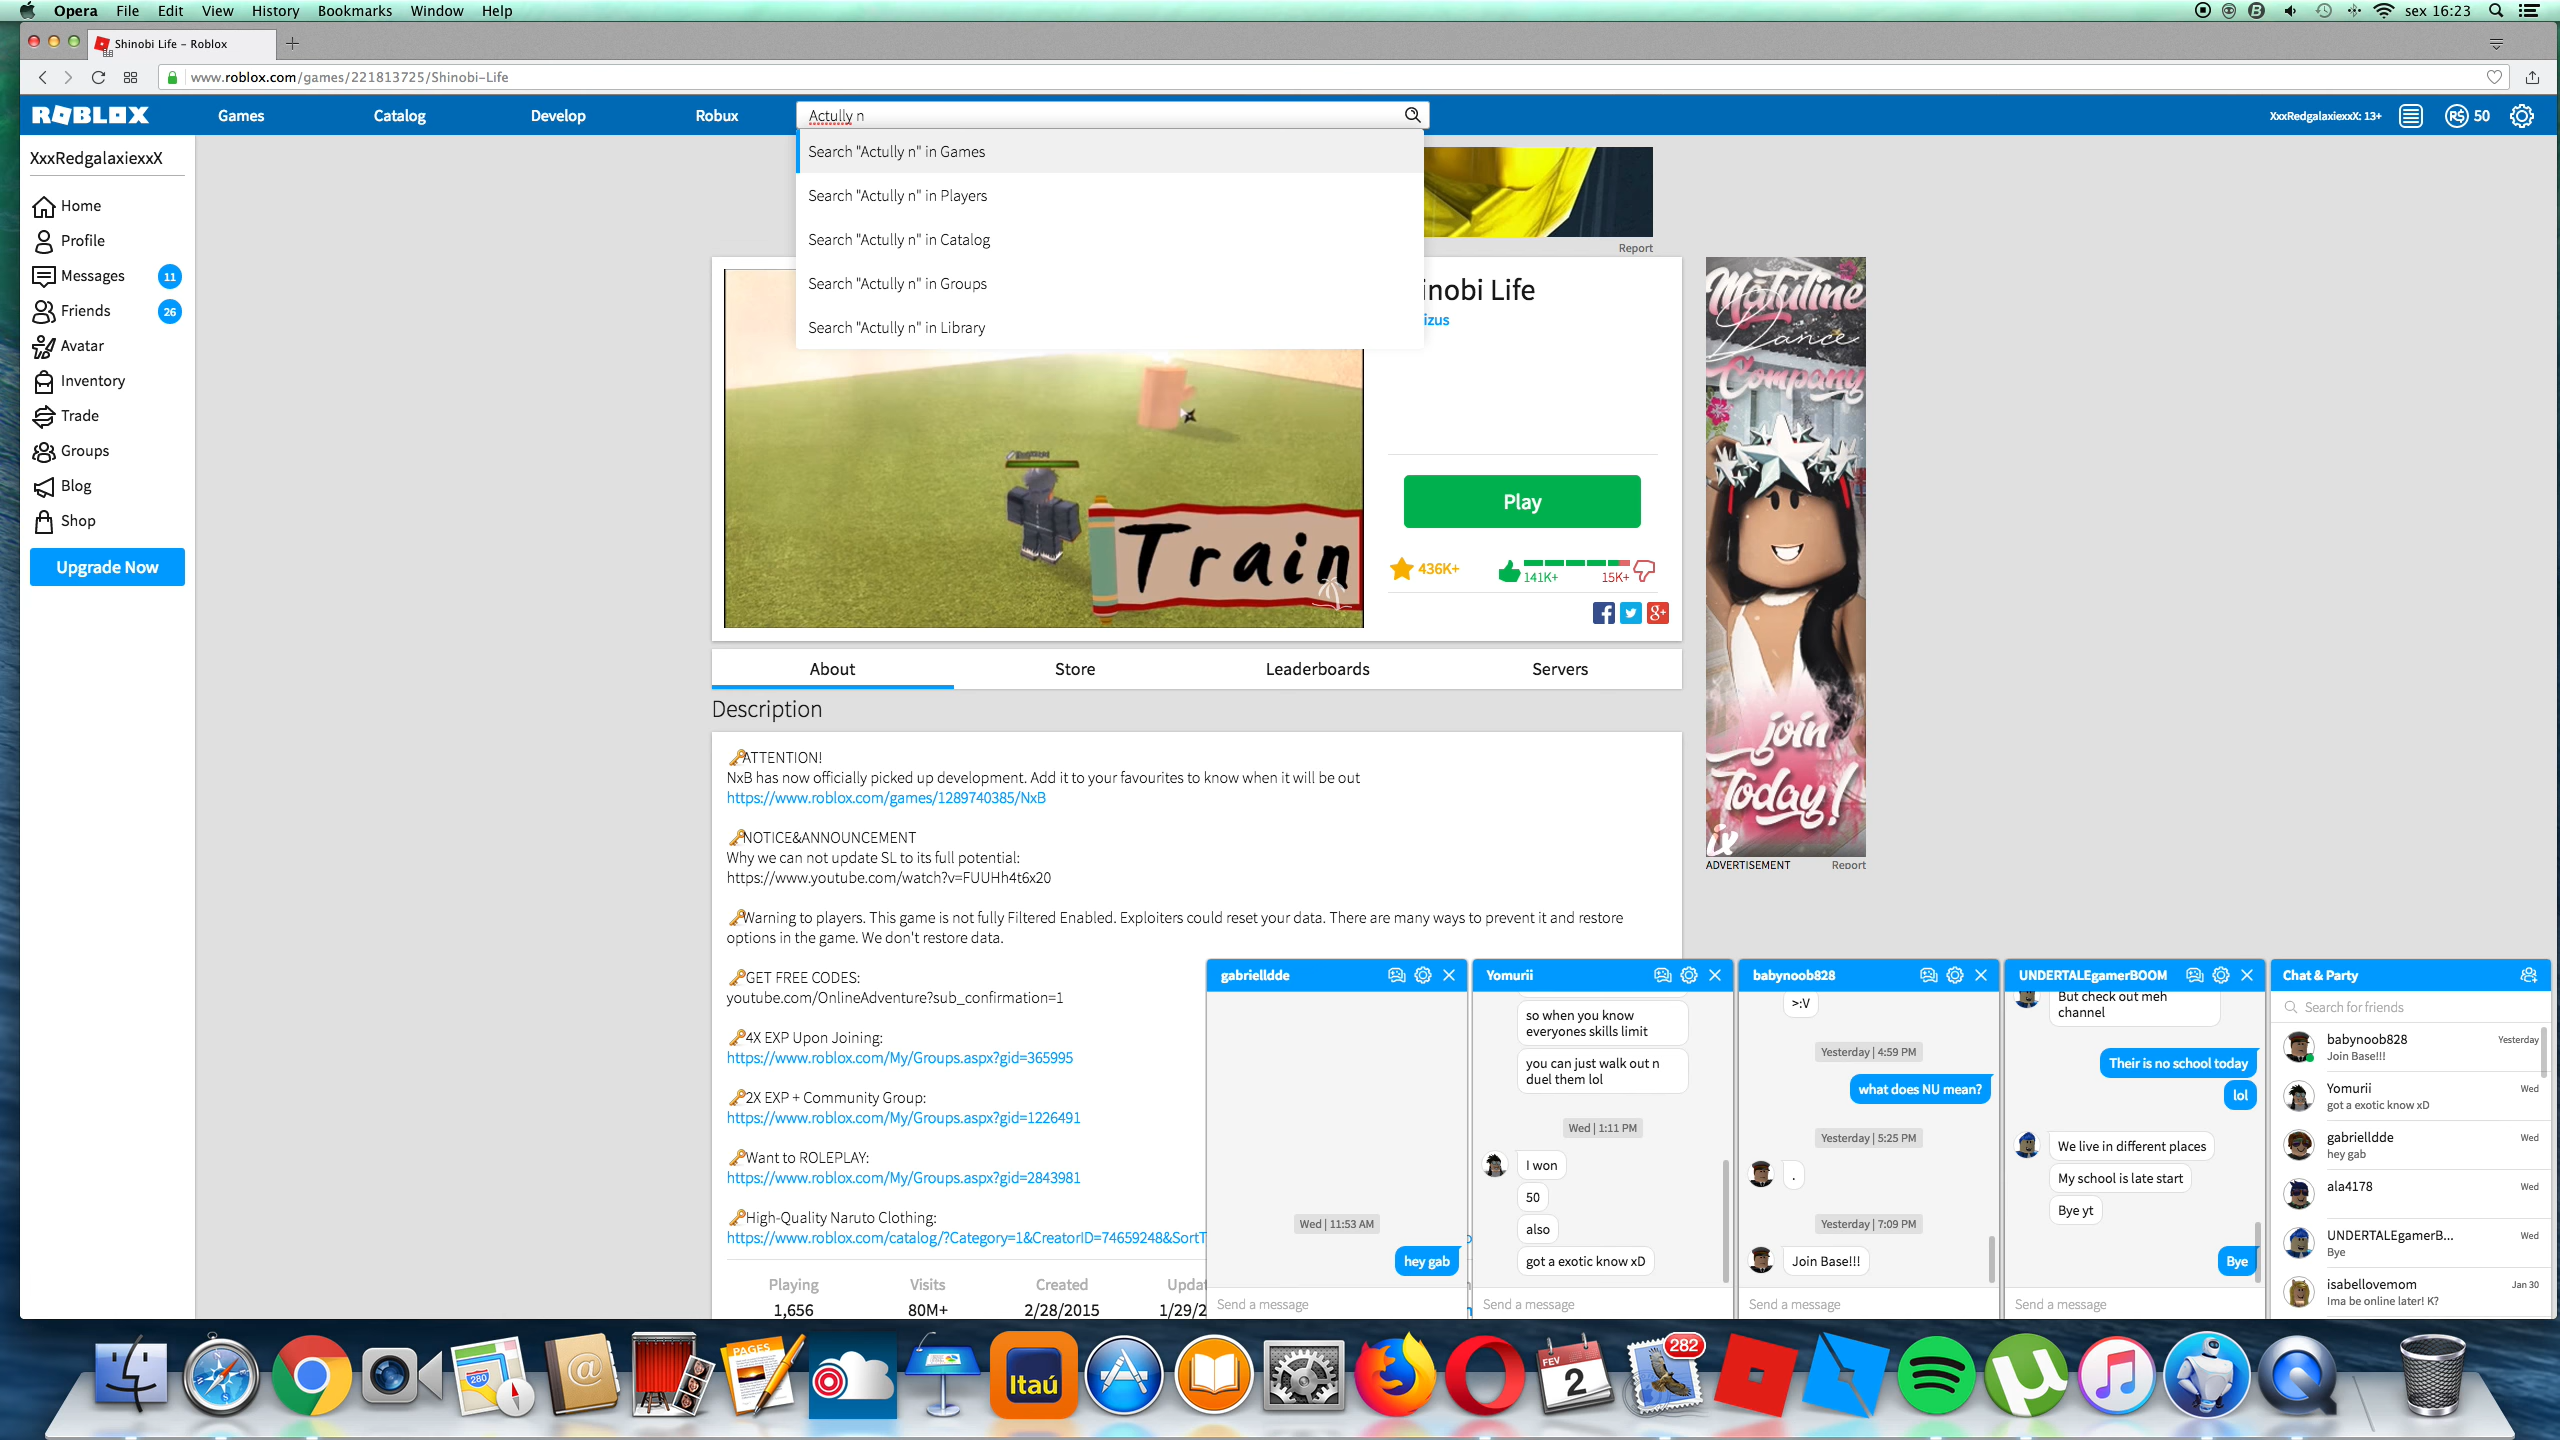 Opera File Edit View History Bookmarks Window Help
sex 16:23
Shinobi Life - Roblox
www.roblox.com/games/221813725/Shinobi-Life
ROBLOX
Games
Catalog
Develop
Robux
Actully n
XxxRedgalaxiexxX: 13+
R$ 50
Search "Actully n" in Games
Search "Actully n" in Players
Search "Actully n" in Catalog
Search "Actully n" in Groups
Search "Actully n" in Library
XxxRedgalaxiexxX
Home
Profile
Messages 11
Friends 26
Avatar
Inventory
Trade
Groups
Blog
Shop
Upgrade Now
Report
inobi Life
izus
Train
Play
436K+
141K+
15K+
About
Store
Leaderboards
Servers
Description
ATTENTION!
NxB has now officially picked up development. Add it to your favourites to know when it will be out
https://www.roblox.com/games/1289740385/NxB
NOTICE&ANNOUNCEMENT
Why we can not update SL to its full potential:
https://www.youtube.com/watch?v=FUUHh4t6x20
Warning to players. This game is not fully Filtered Enabled. Exploiters could reset your data. There are many ways to prevent it and restore
options in the game. We don't restore data.
GET FREE CODES:
youtube.com/OnlineAdventure?sub_confirmation=1
4X EXP Upon Joining:
https://www.roblox.com/My/Groups.aspx?gid=365995
2X EXP + Community Group:
https://www.roblox.com/My/Groups.aspx?gid=1226491
Want to ROLEPLAY:
https://www.roblox.com/My/Groups.aspx?gid=2843981
High-Quality Naruto Clothing:
https://www.roblox.com/catalog/?Category=1&CreatorID=74659248&SortT
Playing
1,656
Visits
80M+
Created
2/28/2015
Updat
1/29/2
Matuline
Dance
Company
join
Today!
ix
ADVERTISEMENT
Report
gabrielldde
Wed | 11:53 AM
hey gab
Send a message
Yomurii
so when you know
everyones skills limit
you can just walk out n
duel them lol
Wed | 1:11 PM
I won
50
also
got a exotic know xD
Send a message
babynoob828
>:V
Yesterday | 4:59 PM
what does NU mean?
Yesterday | 5:25 PM
.
Yesterday | 7:09 PM
Join Base!!!
Send a message
UNDERTALEgamerBOOM
But check out meh
channel
Their is no school today
lol
We live in different places
My school is late start
Bye yt
Bye
Send a message
Chat & Party
Search for friends
babynoob828 Yesterday
Join Base!!!
Yomurii Wed
got a exotic know xD
gabrielldde Wed
hey gab
ala4178 Wed
UNDERTALEgamerB... Wed
Bye
isabellovemom Jan 30
Ima be online later! K?
280
PAGES
Itaú
FEV
2
282